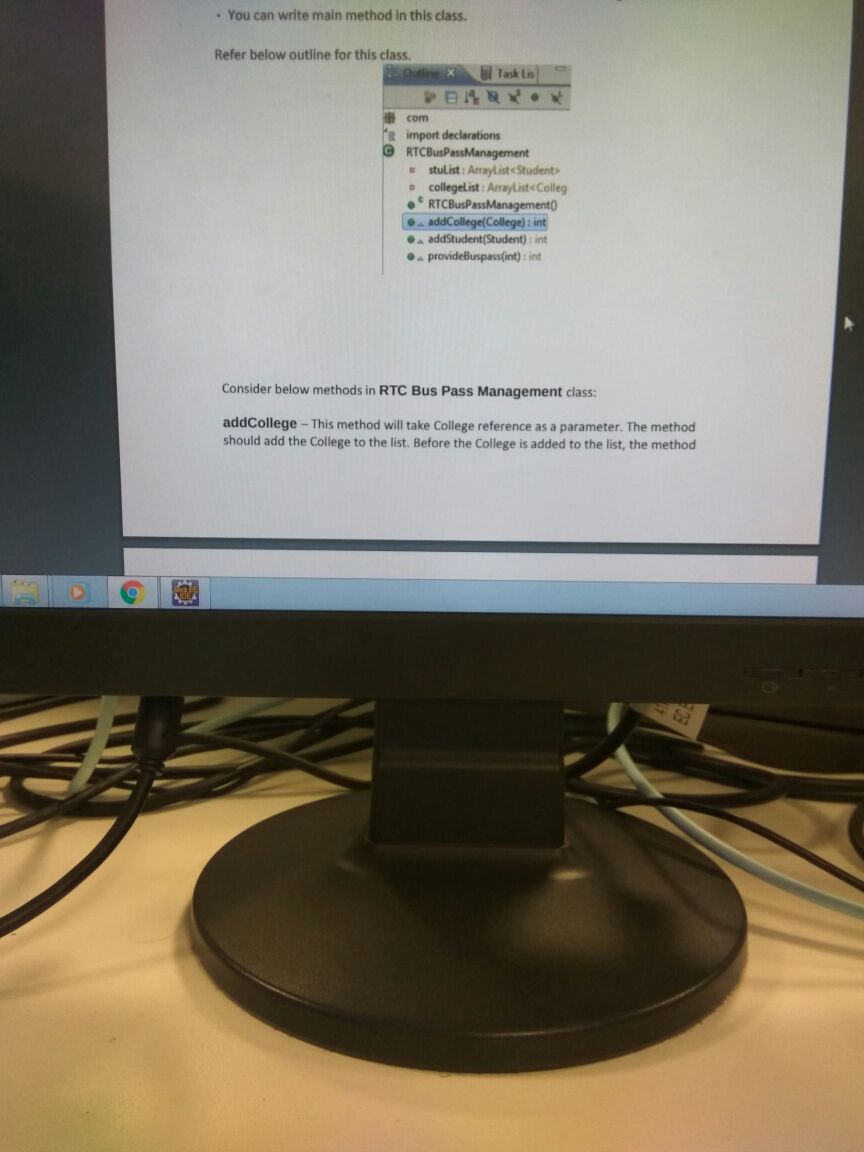 • You can write main method in this class.
Refer below outline for this class.
Outline Task Lis
com
import declarations
RTCBusPassManagement
stuList : ArrayList<Student>
collegeList : ArrayList<Colleg
RTCBusPassManagement()
addCollege(College) : int
addStudent(Student) : int
provideBuspass(int) : int
Consider below methods in RTC Bus Pass Management class:
addCollege – This method will take College reference as a parameter. The method
should add the College to the list. Before the College is added to the list, the method
Java EE
IDE